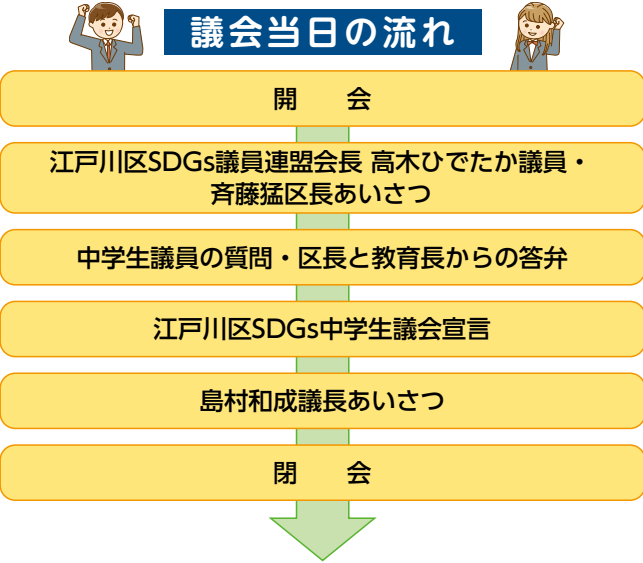 議会当日の流れ
開　　会
江戸川区SDGs議員連盟会長 高木ひでたか議員・
斉藤猛区長あいさつ
中学生議員の質問・区長と教育長からの答弁
江戸川区SDGs中学生議会宣言
島村和成議長あいさつ
閉　　会